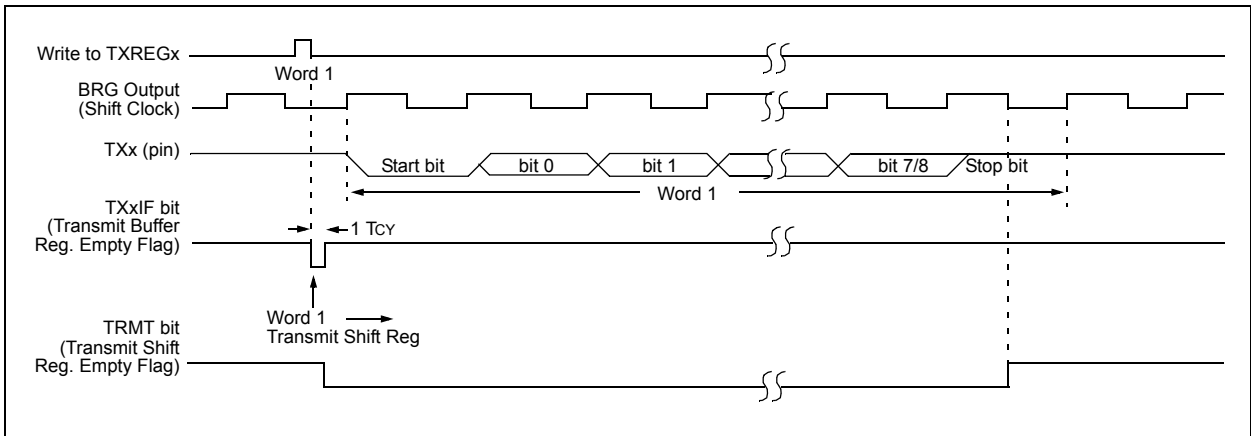 Write to TXREGx
Word 1
BRG Output
(Shift Clock)
TXx (pin)
Start bit
bit 0
bit 1
bit 7/8
Stop bit
Word 1
TXxIF bit
(Transmit Buffer
Reg. Empty Flag)
1 TCY
Word 1
Transmit Shift Reg
TRMT bit
(Transmit Shift
Reg. Empty Flag)